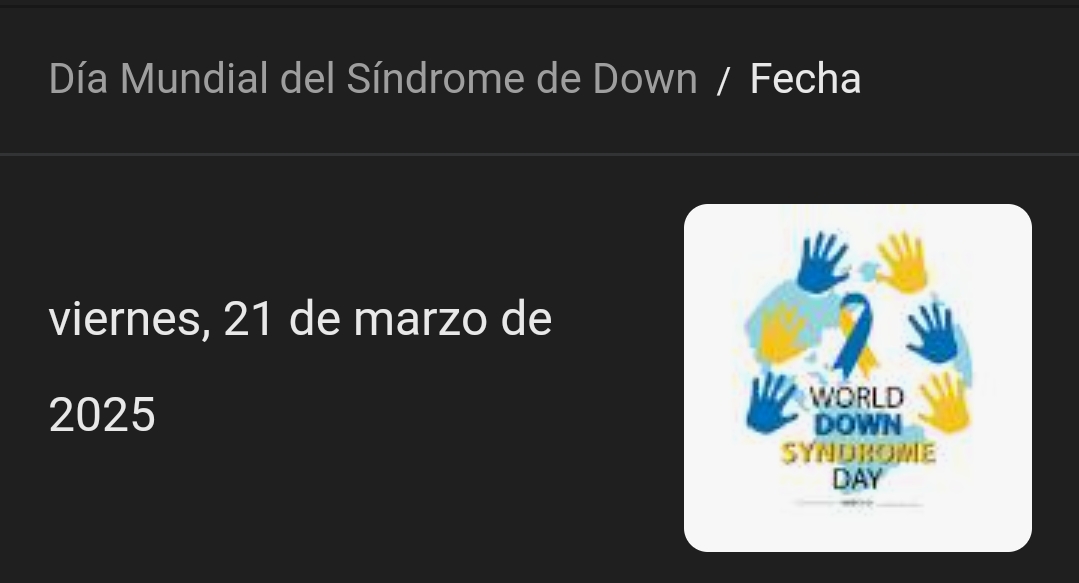 Día Mundial del Síndrome de Down / Fecha
viernes, 21 de marzo de
2025
WORLD
DOWN
SYNDROME
DAY